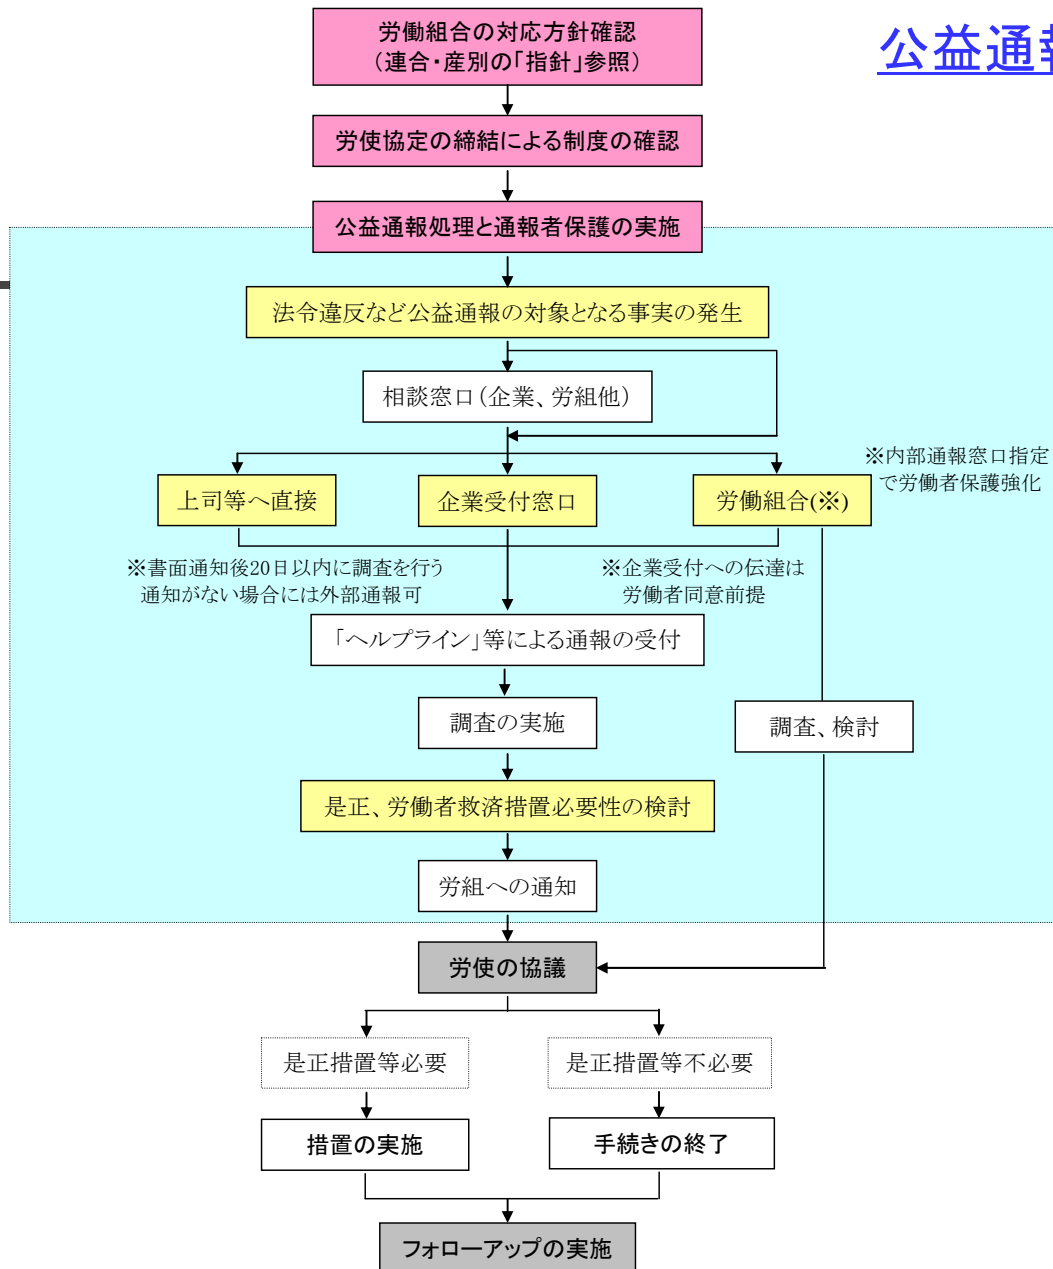 労働組合の対応方針確認
(連合・産別の「指針」参照)
公益通
労使協定の締結による制度の確認
公益通報処理と通報者保護の実施
法令違反など公益通報の対象となる事実の発生
相談窓口(企業、労組他)
※内部通報窓口指定
で労働者保護強化
上司等へ直接
企業受付窓口
労働組合(※)
※書面通知後20日以内に調査を行う
通知がない場合には外部通報可
※企業受付への伝達は
労働者同意前提
「ヘルプライン」等による通報の受付
調査の実施
調査、検討
是正、労働者救済措置必要性の検討
労組への通知
労使の協議
是正措置等必要
是正措置等不必要
措置の実施
手続きの終了
フォローアップの実施